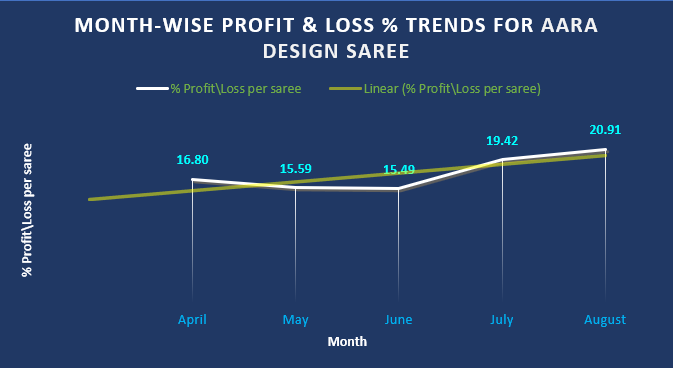 MONTH-WISE PROFIT & LOSS % TRENDS FOR AARA
DESIGN SAREE
% Profit\Loss per saree
Linear (% Profit\Loss per saree)
% Profit\Loss per saree
16.80
15.59
15.49
19.42
20.91
April
May
June
July
August
Month